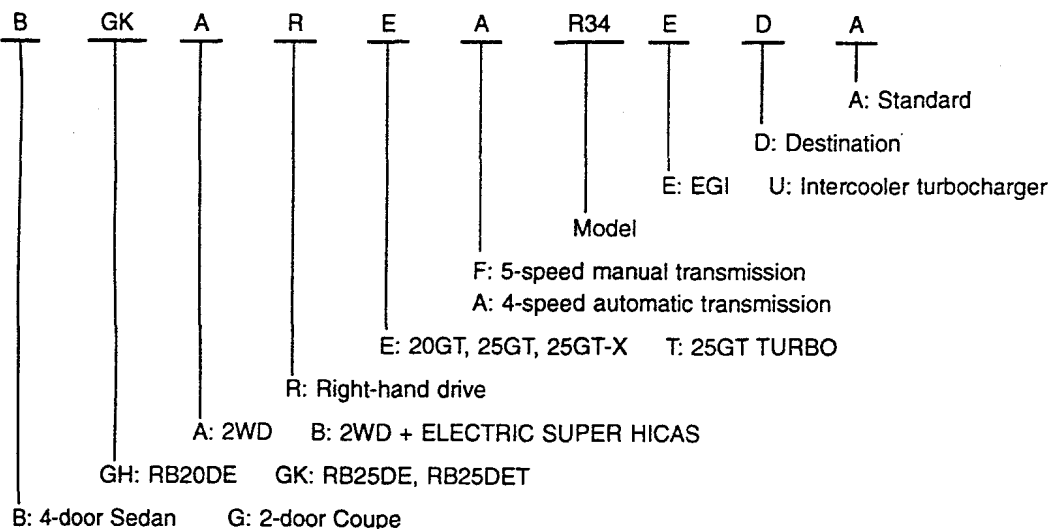 B GK A R E A R34 E D A
A: Standard
D: Destination
E: EGI U: Intercooler turbocharger
Model
F: 5-speed manual transmission
A: 4-speed automatic transmission
E: 20GT, 25GT, 25GT-X T: 25GT TURBO
R: Right-hand drive
A: 2WD B: 2WD + ELECTRIC SUPER HICAS
GH: RB20DE GK: RB25DE, RB25DET
B: 4-door Sedan G: 2-door Coupe